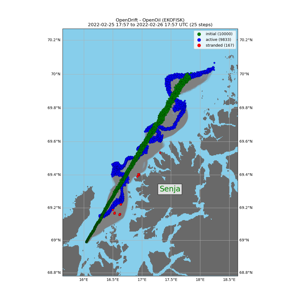 OpenDrift - OpenOil (EKOFISK)
2022-02-25 17:57 to 2022-02-26 17:57 UTC (25 steps)
initial (10000)
active (9833)
stranded (167)
70.2°N
70.2°N
70°N
70°N
69.8°N
69.8°N
69.6°N
69.6°N
69.4°N
69.4°N
69.2°N
69.2°N
69°N
69°N
68.8°N
68.8°N
Senja
16°E
16.5°E
17°E
17.5°E
18°E
18.5°E